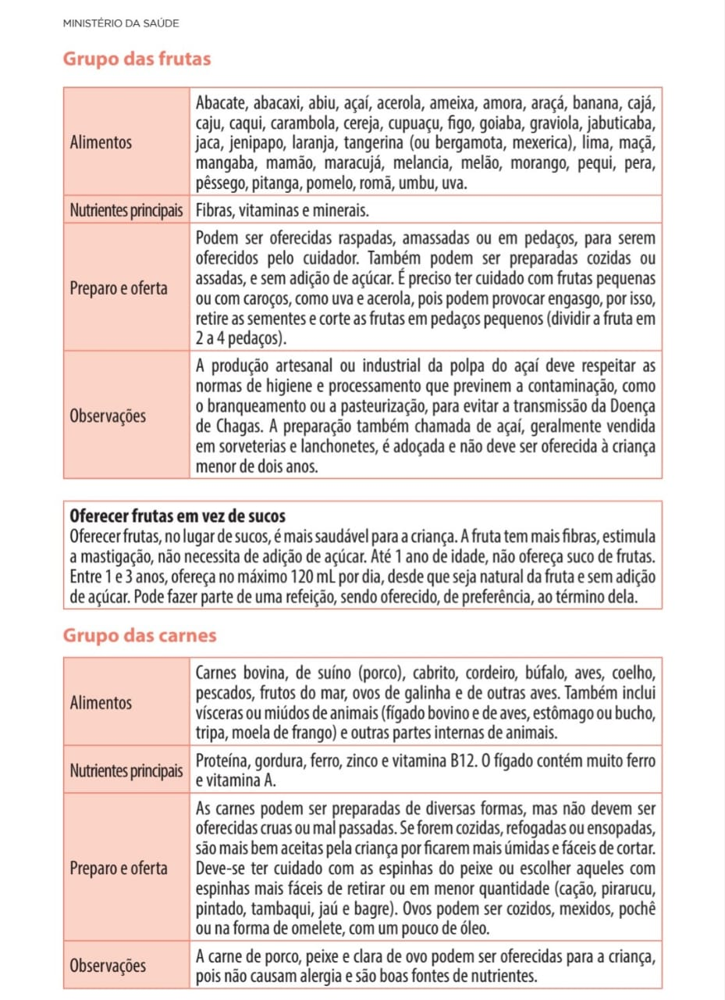 MINISTÉRIO DA SAÚDE
Grupo das frutas
Alimentos
Abacate, abacaxi, abiu, açaí, acerola, ameixa, amora, araçá, banana, cajá,
caju, caqui, carambola, cereja, cupuaçu, figo, goiaba, graviola, jabuticaba,
jaca, jenipapo, laranja, tangerina (ou bergamota, mexerica), lima, maçã,
mangaba, mamão, maracujá, melancia, melão, morango, pequi, pera,
pêssego, pitanga, pomelo, romã, umbu, uva.
Nutrientes principais
Fibras, vitaminas e minerais.
Preparo e oferta
Podem ser oferecidas raspadas, amassadas ou em pedaços, para serem
oferecidos pelo cuidador. Também podem ser preparadas cozidas ou
assadas, e sem adição de açúcar. É preciso ter cuidado com frutas pequenas
ou com caroços, como uva e acerola, pois podem provocar engasgo, por isso,
retire as sementes e corte as frutas em pedaços pequenos (dividir a fruta em
2 a 4 pedaços).
Observações
A produção artesanal ou industrial da polpa do açaí deve respeitar as
normas de higiene e processamento que previnem a contaminação, como
o branqueamento ou a pasteurização, para evitar a transmissão da Doença
de Chagas. A preparação também chamada de açaí, geralmente vendida
em sorveterias e lanchonetes, é adoçada e não deve ser oferecida à criança
menor de dois anos.
Oferecer frutas em vez de sucos
Oferecer frutas, no lugar de sucos, é mais saudável para a criança. A fruta tem mais fibras, estimula
a mastigação, não necessita de adição de açúcar. Até 1 ano de idade, não ofereça suco de frutas.
Entre 1 e 3 anos, ofereça no máximo 120 mL por dia, desde que seja natural da fruta e sem adição
de açúcar. Pode fazer parte de uma refeição, sendo oferecido, de preferência, ao término dela.
Grupo das carnes
Alimentos
Carnes bovina, de suíno (porco), cabrito, cordeiro, búfalo, aves, coelho,
pescados, frutos do mar, ovos de galinha e de outras aves. Também inclui
vísceras ou miúdos de animais (fígado bovino e de aves, estômago ou bucho,
tripa, moela de frango) e outras partes internas de animais.
Nutrientes principais
Proteína, gordura, ferro, zinco e vitamina B12. O fígado contém muito ferro
e vitamina A.
Preparo e oferta
As carnes podem ser preparadas de diversas formas, mas não devem ser
oferecidas cruas ou mal passadas. Se forem cozidas, refogadas ou ensopadas,
são mais bem aceitas pela criança por ficarem mais úmidas e fáceis de cortar.
Deve-se ter cuidado com as espinhas do peixe ou escolher aqueles com
espinhas mais fáceis de retirar ou em menor quantidade (cação, pirarucu,
pintado, tambaqui, jaú e bagre). Ovos podem ser cozidos, mexidos, pochê
ou na forma de omelete, com um pouco de óleo.
Observações
A carne de porco, peixe e clara de ovo podem ser oferecidas para a criança,
pois não causam alergia e são boas fontes de nutrientes.